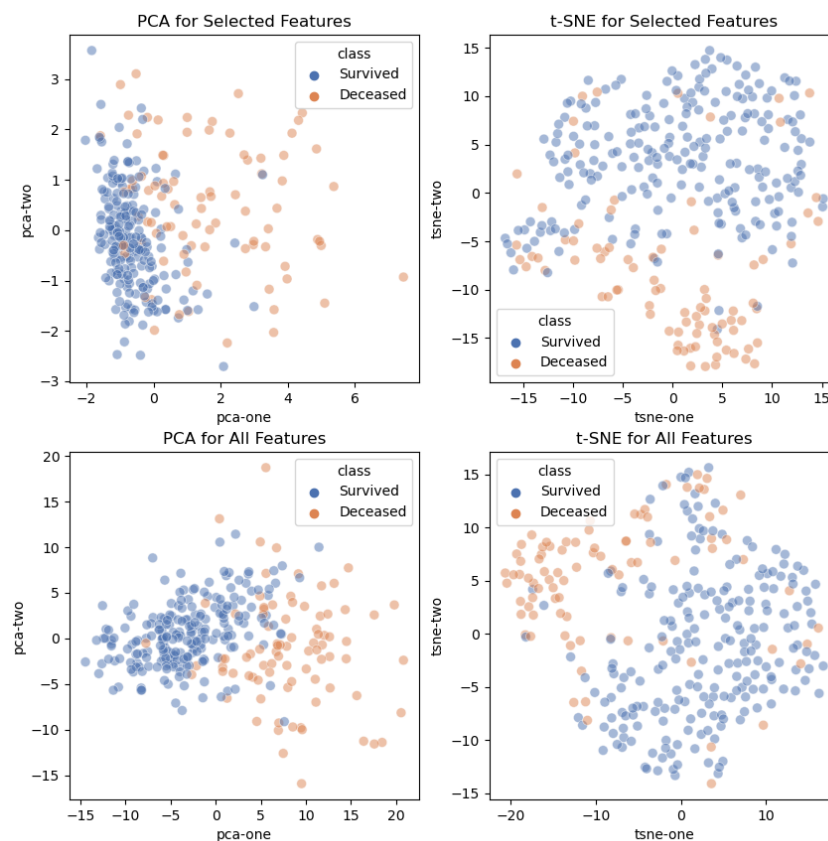 PCA for Selected Features
class
Survived
Deceased
3
2
1
0
−1
−2
−3
pca-two
−2
0
2
4
6
pca-one
t-SNE for Selected Features
15
10
5
0
−5
−10
−15
tsne-two
class
Survived
Deceased
−15
−10
−5
0
5
10
15
tsne-one
PCA for All Features
class
Survived
Deceased
20
15
10
5
0
−5
−10
−15
pca-two
−15
−10
−5
0
5
10
15
20
pca-one
t-SNE for All Features
class
Survived
Deceased
15
10
5
0
−5
−10
−15
tsne-two
−20
−10
0
10
tsne-one